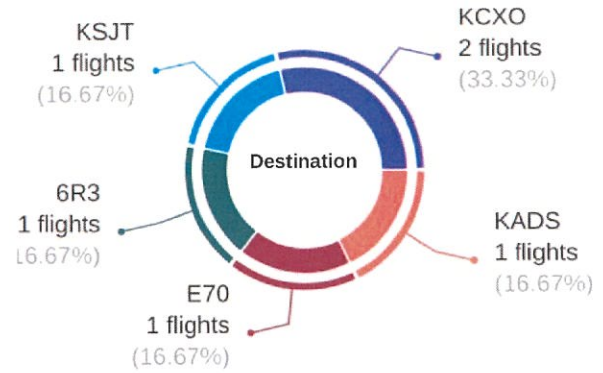 KSJT
1 flights
(16.67%)
KCXO
2 flights
(33.33%)
Destination
6R3
1 flights
16.67%)
KADS
1 flights
(16.67%)
E70
1 flights
(16.67%)